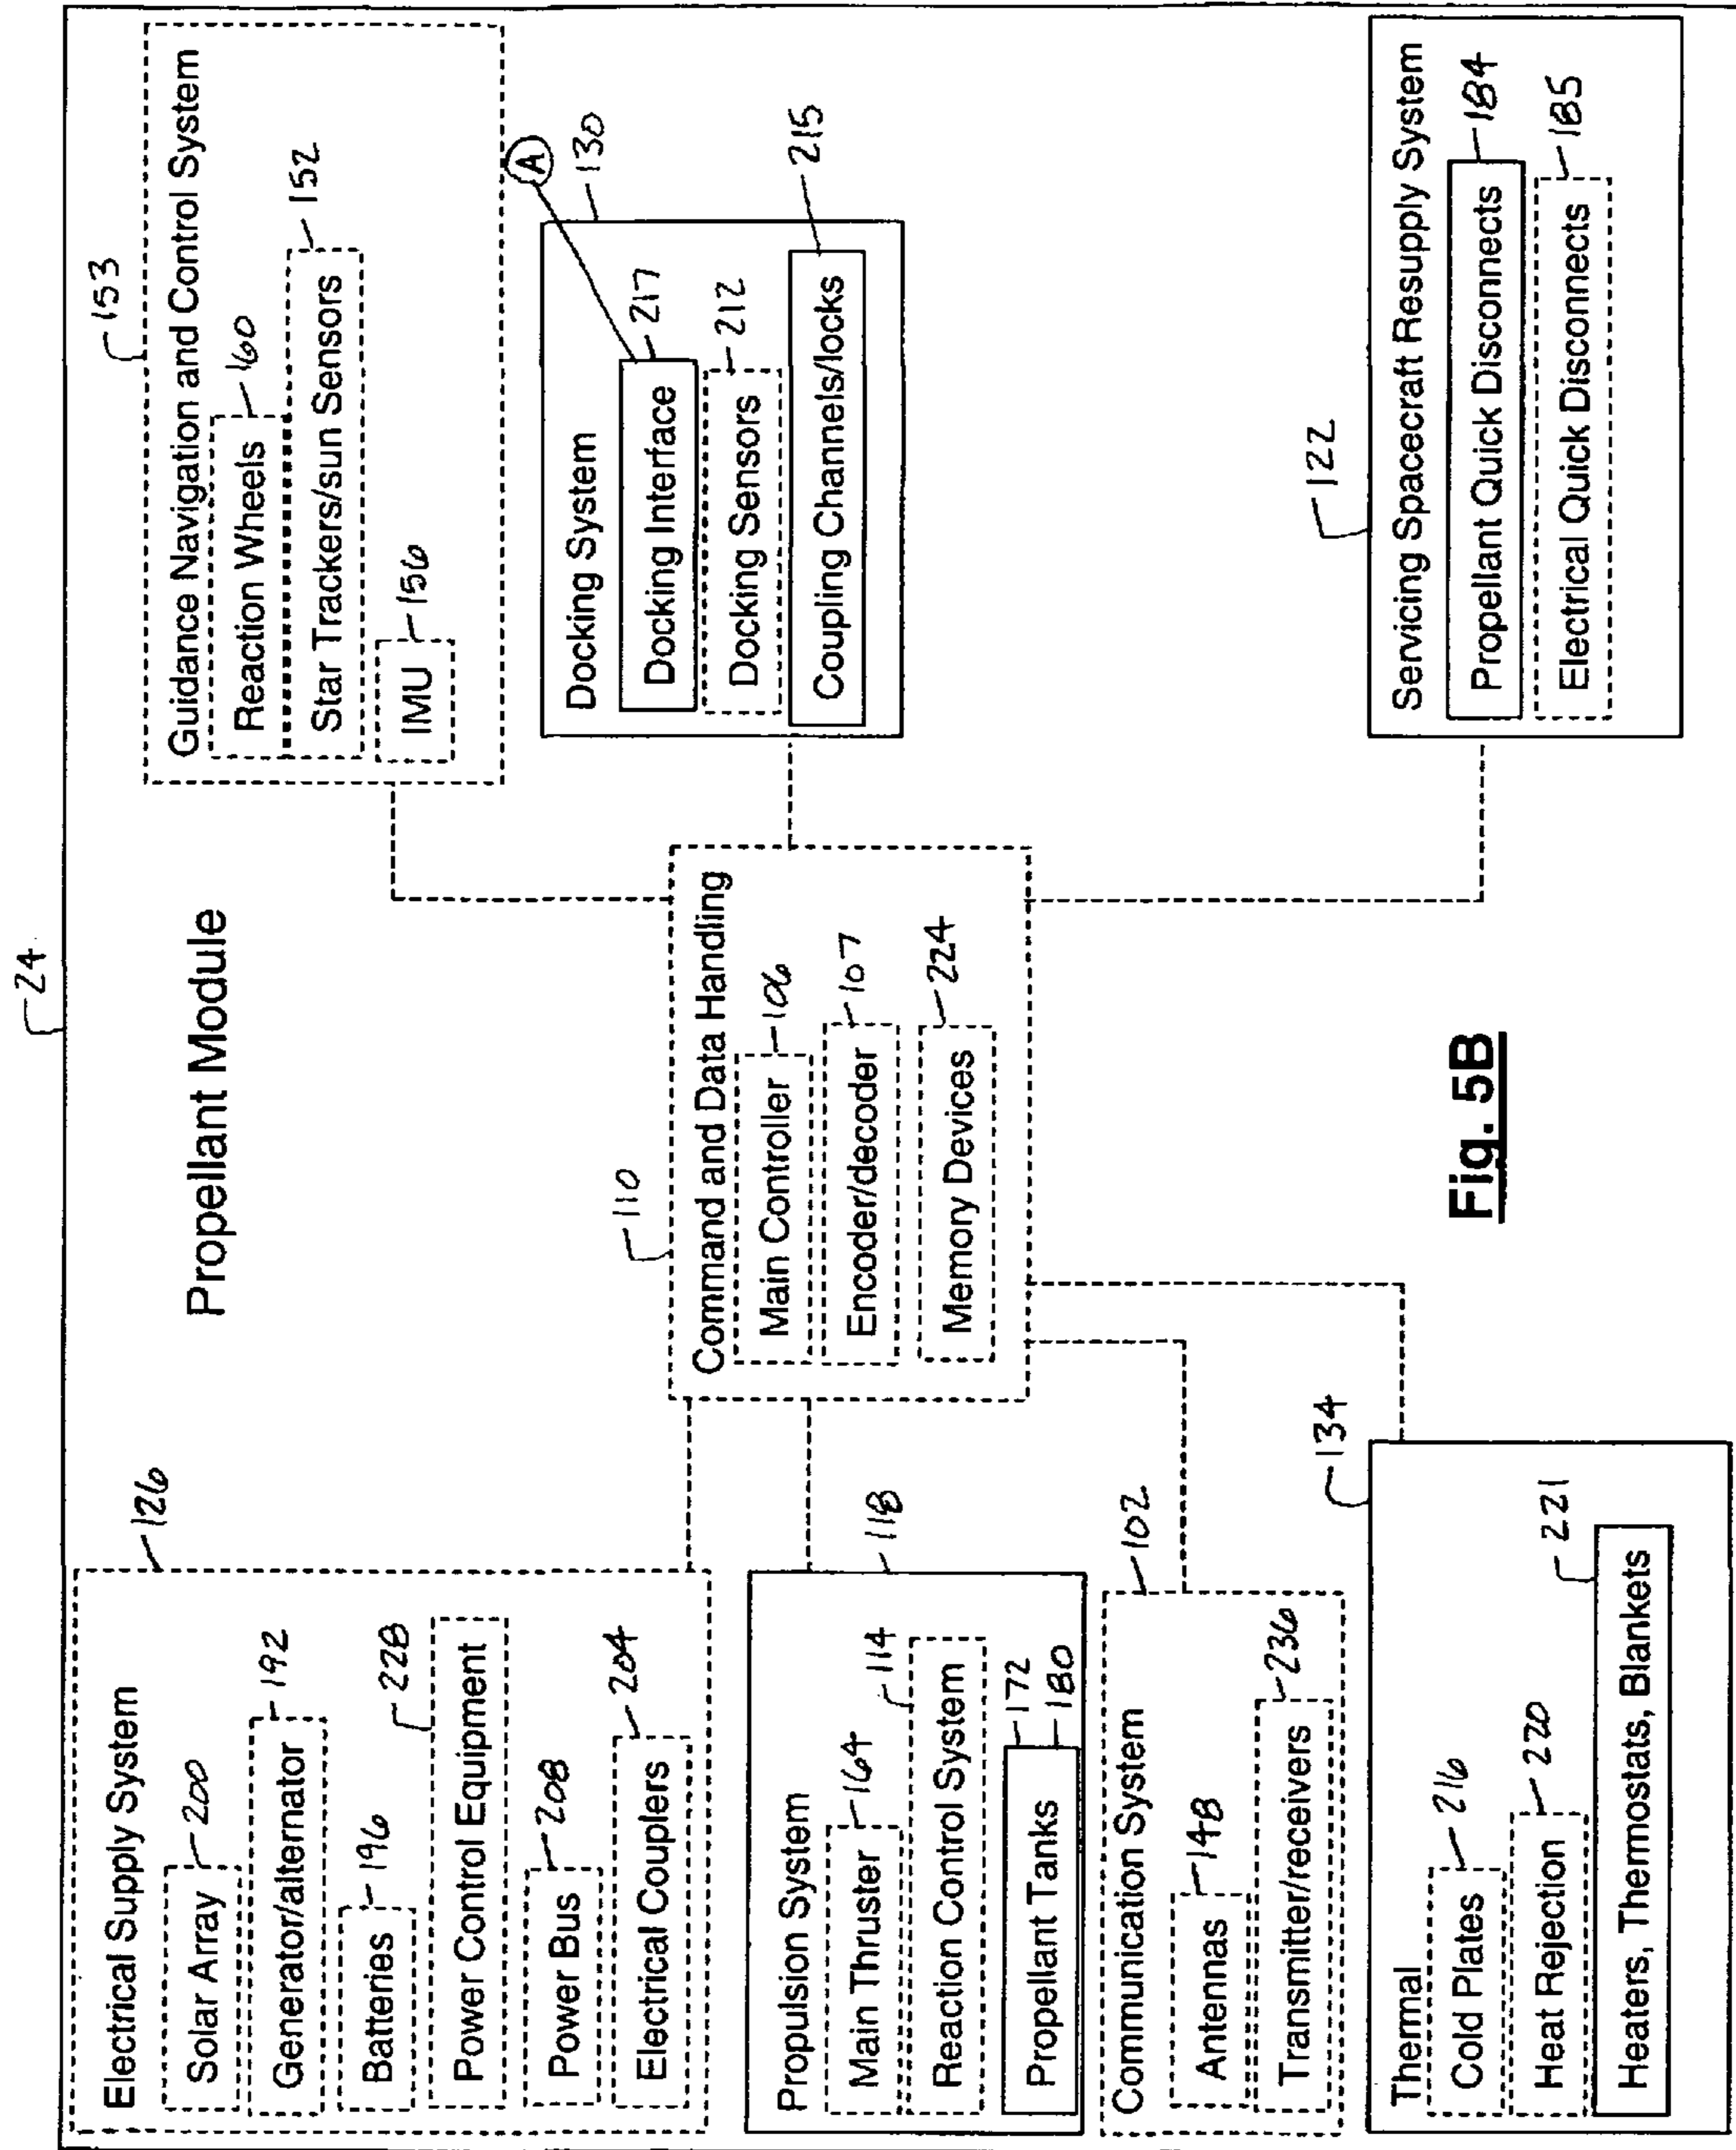 24
Propellant Module
Electrical Supply System
126
Solar Array
200
Generator/alternator
192
Batteries
196
Power Control Equipment
228
Power Bus
208
Electrical Couplers
204
Propulsion System
118
Main Thruster
164
Reaction Control System
114
Propellant Tanks
172
180
Communication System
102
Antennas
148
Transmitter/receivers
236
Thermal
134
Cold Plates
216
Heat Rejection
220
Heaters, Thermostats, Blankets
221
110
Command and Data Handling
Main Controller
106
Encoder/decoder
107
Memory Devices
224
153
Guidance Navigation and Control System
Reaction Wheels
160
Star Trackers/sun Sensors
152
IMU
156
Docking System
130
A
Docking Interface
217
Docking Sensors
212
Coupling Channels/locks
215
122
Servicing Spacecraft Resupply System
Propellant Quick Disconnects
184
Electrical Quick Disconnects
185
Fig. 5B